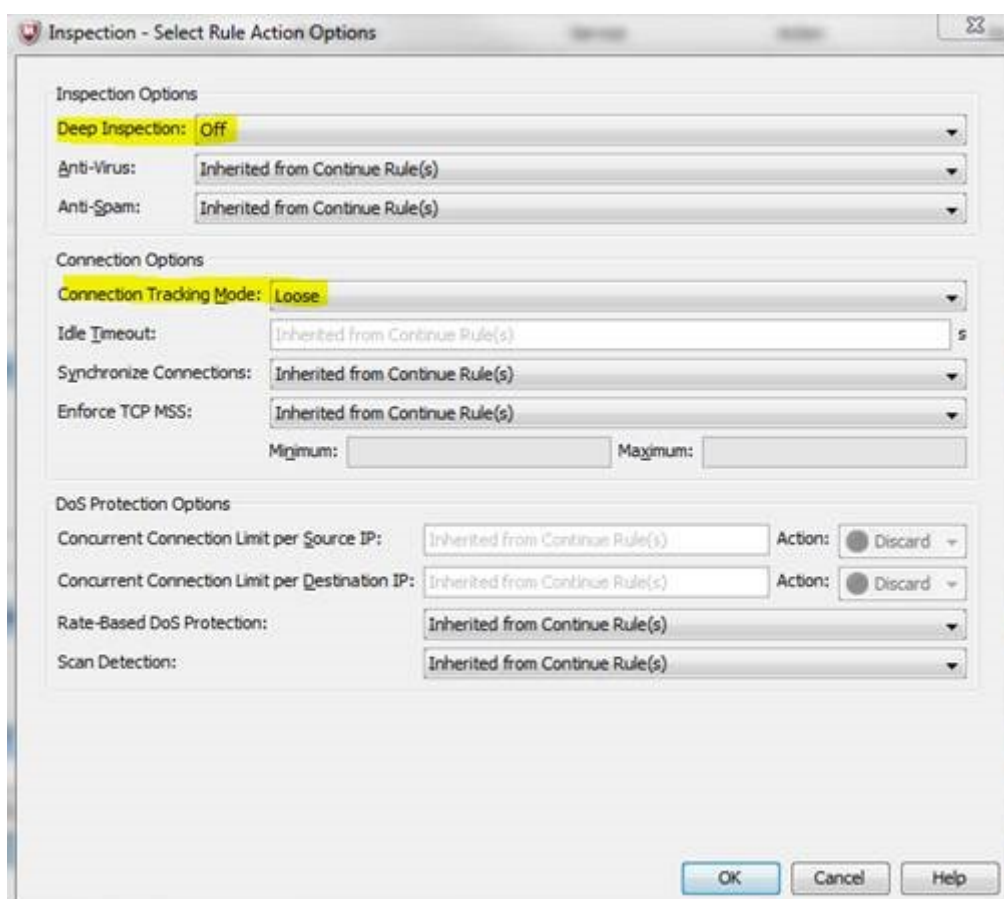 Inspection - Select Rule Action Options
Inspection Options
Deep Inspection: Off
Anti-Virus: Inherited from Continue Rule(s)
Anti-Spam: Inherited from Continue Rule(s)
Connection Options
Connection Tracking Mode: Loose
Idle Timeout: Inherited from Continue Rule(s) s
Synchronize Connections: Inherited from Continue Rule(s)
Enforce TCP MSS: Inherited from Continue Rule(s)
Minimum: Maximum:
DoS Protection Options
Concurrent Connection Limit per Source IP: Inherited from Continue Rule(s) Action: Discard
Concurrent Connection Limit per Destination IP: Inherited from Continue Rule(s) Action: Discard
Rate-Based DoS Protection: Inherited from Continue Rule(s)
Scan Detection: Inherited from Continue Rule(s)
OK Cancel Help